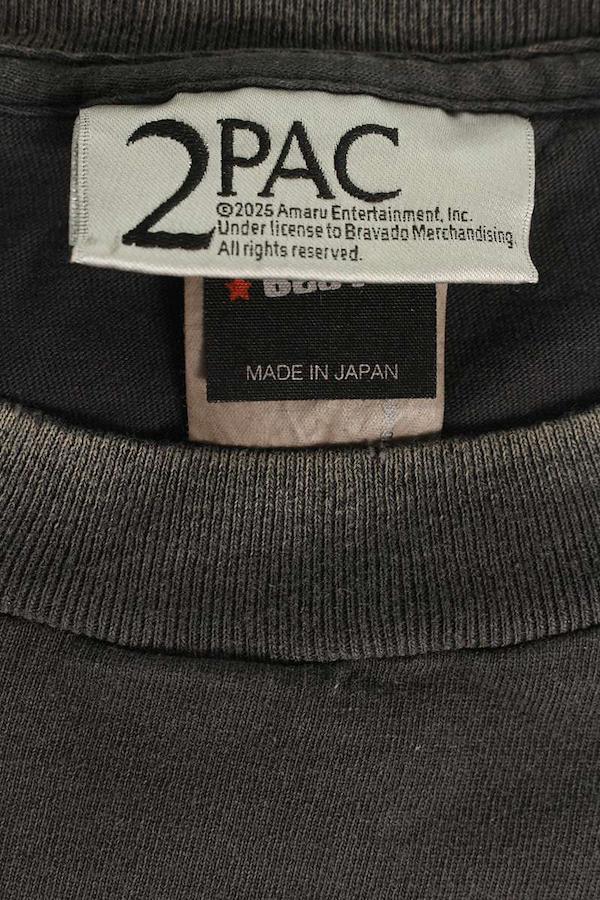 2PAC
©2025 Amaru Entertainment, Inc.
Under license to Bravado Merchandising
All rights reserved.
MADE IN JAPAN